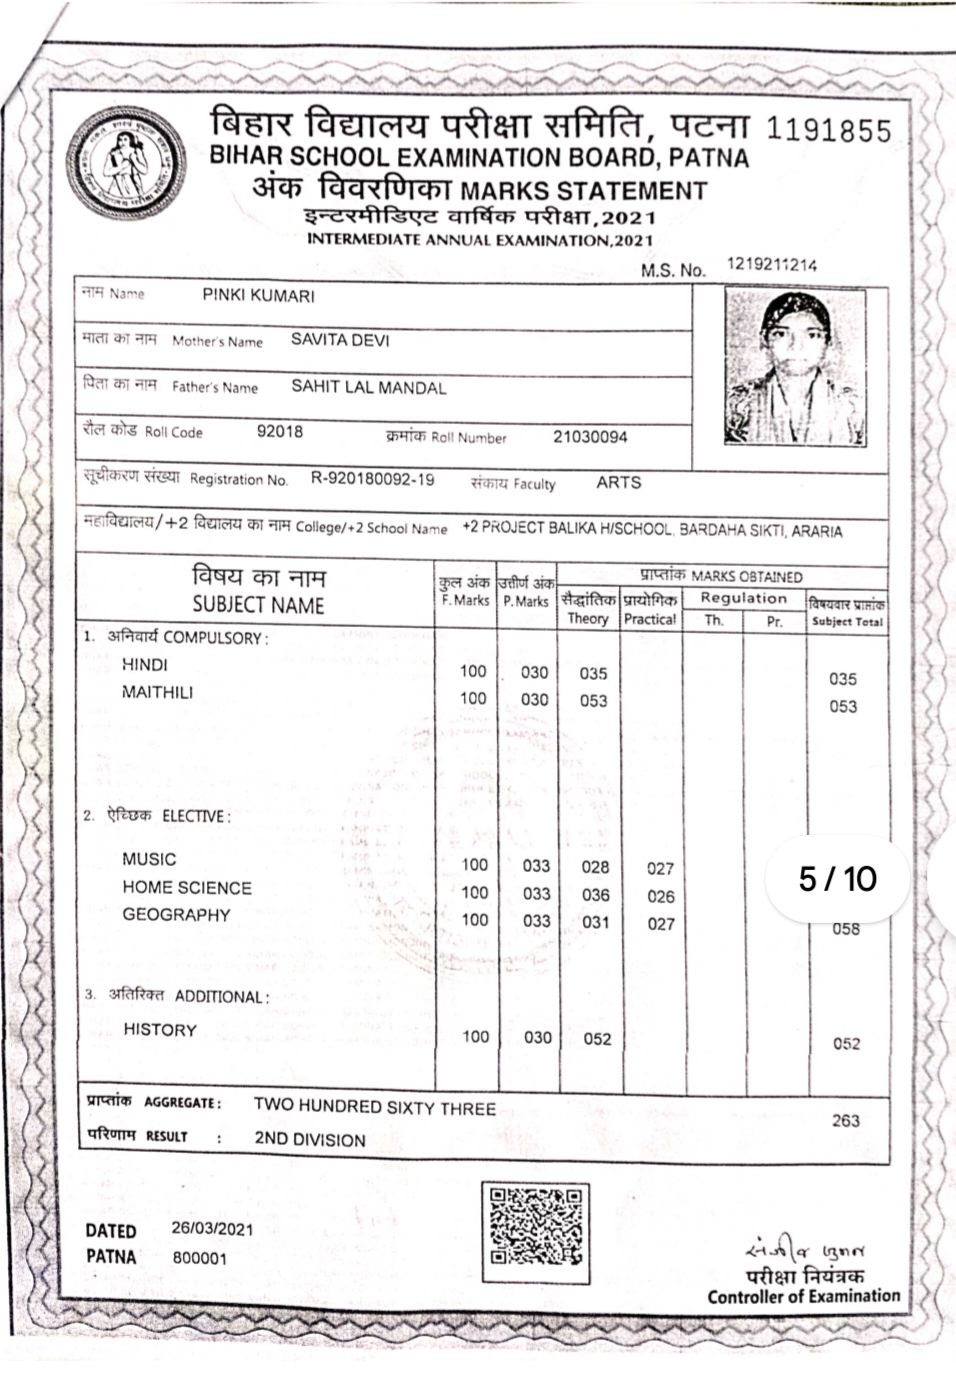 बिहार विद्यालय परीक्षा समिति, पटना 1191855
BIHAR SCHOOL EXAMINATION BOARD, PATNA
अंक विवरणिका MARKS STATEMENT
इन्टरमीडिएट वार्षिक परीक्षा,2021
INTERMEDIATE ANNUAL EXAMINATION,2021
M.S. No. 1219211214
नाम Name PINKI KUMARI
माता का नाम Mother's Name SAVITA DEVI
पिता का नाम Father's Name SAHIT LAL MANDAL
रौल कोड Roll Code 92018 क्रमांक Roll Number 21030094
सूचीकरण संख्या Registration No. R-920180092-19 संकाय Faculty ARTS
महाविद्यालय/+2 विद्यालय का नाम College/+2 School Name +2 PROJECT BALIKA H/SCHOOL, BARDAHA SIKTI, ARARIA
विषय का नाम कुल अंक उत्तीर्ण अंक प्राप्तांक MARKS OBTAINED
SUBJECT NAME F. Marks P. Marks सैद्धांतिक प्रायोगिक Regulation विषयवार प्राप्तांक
Theory Practical Th. Pr. Subject Total
1. अनिवार्य COMPULSORY :
HINDI 100 030 035 035
MAITHILI 100 030 053 053
2. ऐच्छिक ELECTIVE :
MUSIC 100 033 028 027
5 / 10
HOME SCIENCE 100 033 036 026
GEOGRAPHY 100 033 031 027 058
3. अतिरिक्त ADDITIONAL :
HISTORY 100 030 052 052
प्राप्तांक AGGREGATE : TWO HUNDRED SIXTY THREE 263
परिणाम RESULT : 2ND DIVISION
DATED 26/03/2021
PATNA 800001
परीक्षा नियंत्रक
Controller of Examination